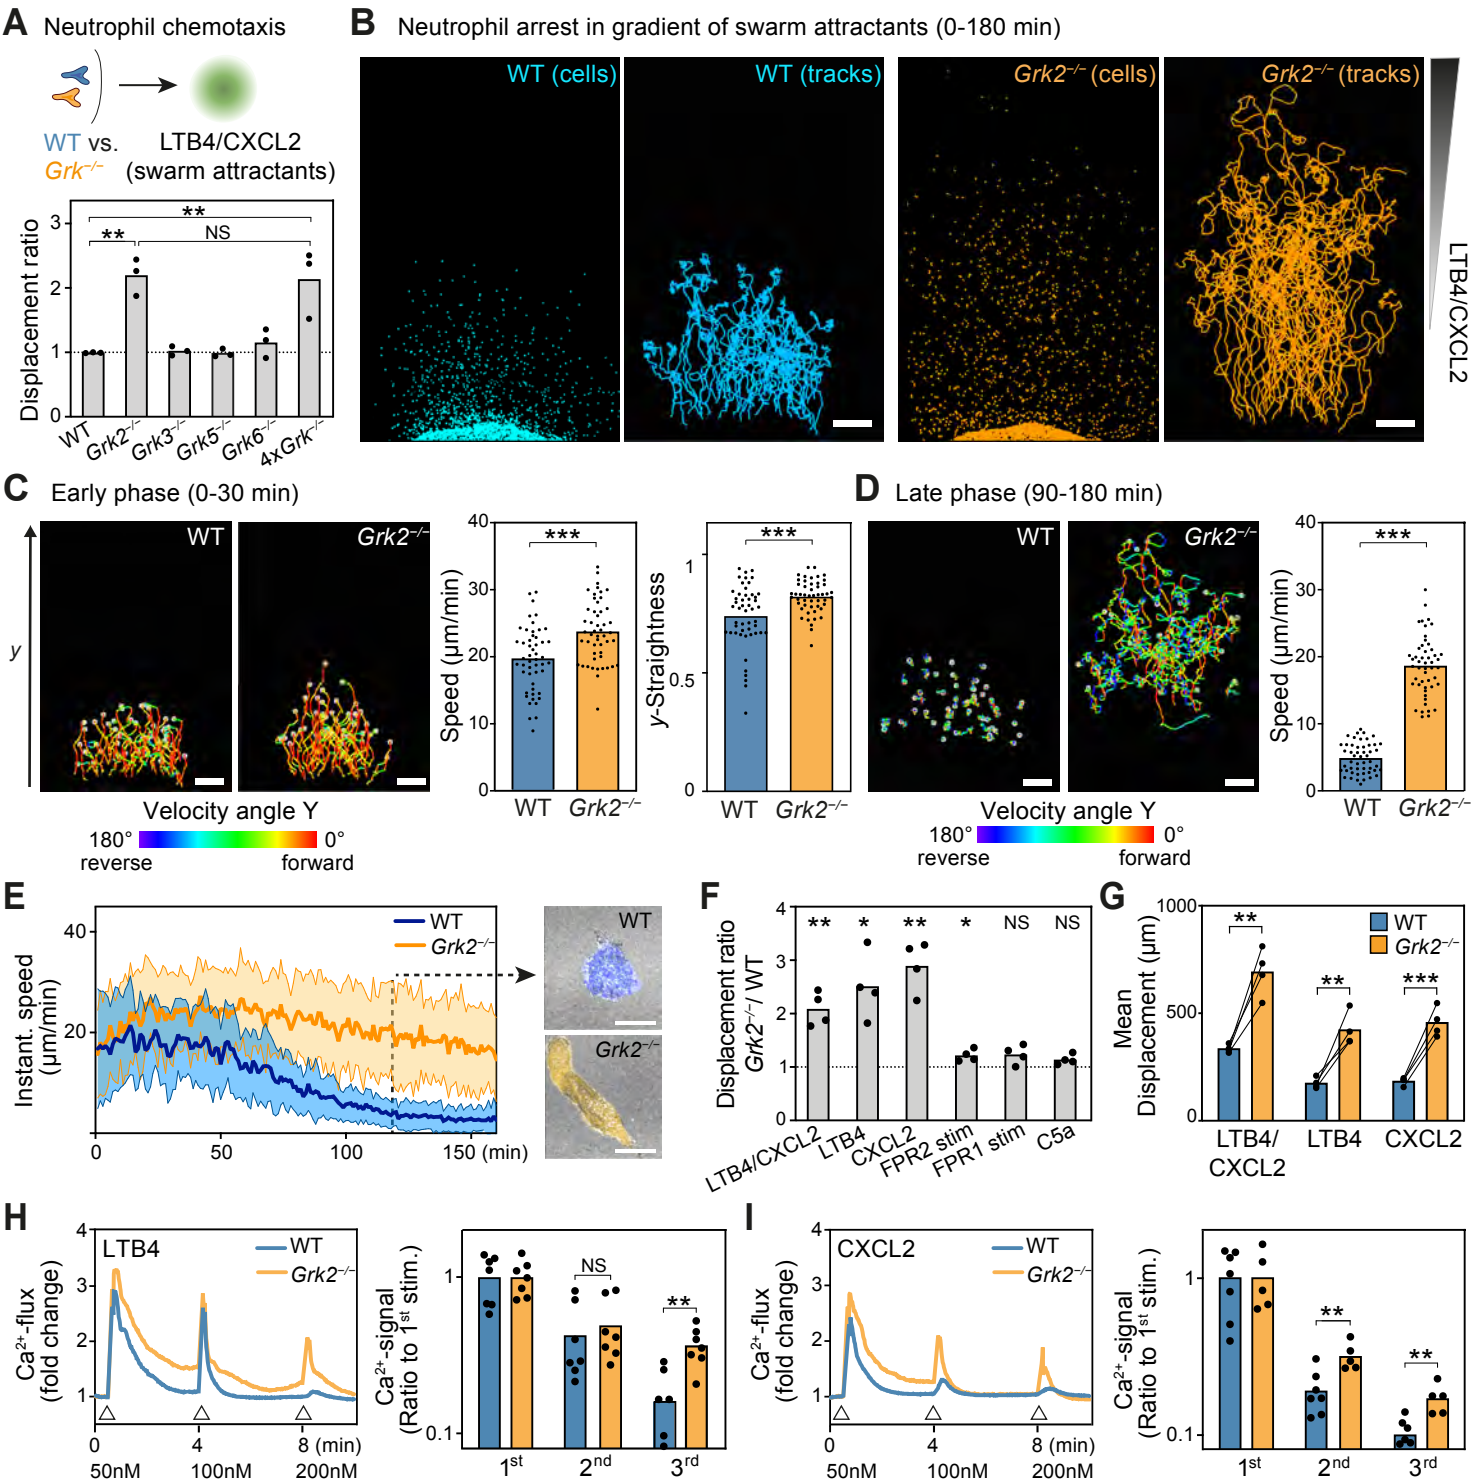 A Neutrophil chemotaxis
WT vs.
Grk−/−
LTB4/CXCL2
(swarm attractants)
Displacement ratio
3
2
1
0
**
**
NS
WT
Grk2−/−
Grk3−/−
Grk5−/−
Grk6−/−
4xGrk−/−
B Neutrophil arrest in gradient of swarm attractants (0-180 min)
WT (cells)
WT (tracks)
Grk2−/− (cells)
Grk2−/− (tracks)
LTB4/CXCL2
C Early phase (0-30 min)
y
WT
Grk2−/−
Velocity angle Y
180°
0°
reverse
forward
Speed (µm/min)
40
30
20
10
0
***
WT
Grk2−/−
y-Straightness
1
0.5
0
***
WT
Grk2−/−
D Late phase (90-180 min)
WT
Grk2−/−
Velocity angle Y
180°
0°
reverse
forward
Speed (µm/min)
40
30
20
10
0
***
WT
Grk2−/−
E
Instant. speed
(µm/min)
40
20
WT
Grk2−/−
0
50
100
150 (min)
WT
Grk2−/−
F
Displacement ratio
Grk2−/−/ WT
4
3
2
1
0
**
*
**
*
NS
NS
LTB4/CXCL2
LTB4
CXCL2
FPR2 stim
FPR1 stim
C5a
G
Mean
Displacement (µm)
1000
500
0
**
**
***
WT
Grk2−/−
LTB4/
CXCL2
LTB4
CXCL2
H
Ca2+-flux
(fold change)
4
3
2
1
LTB4
WT
Grk2−/−
0
4
8 (min)
50nM
100nM
200nM
Ca2+-signal
(Ratio to 1st stim.)
1
0.1
NS
**
1st
2nd
3rd
I
Ca2+-flux
(fold change)
4
3
2
1
CXCL2
WT
Grk2−/−
0
4
8 (min)
50nM
100nM
200nM
Ca2+-signal
(Ratio to 1st stim.)
1
0.1
**
**
1st
2nd
3rd